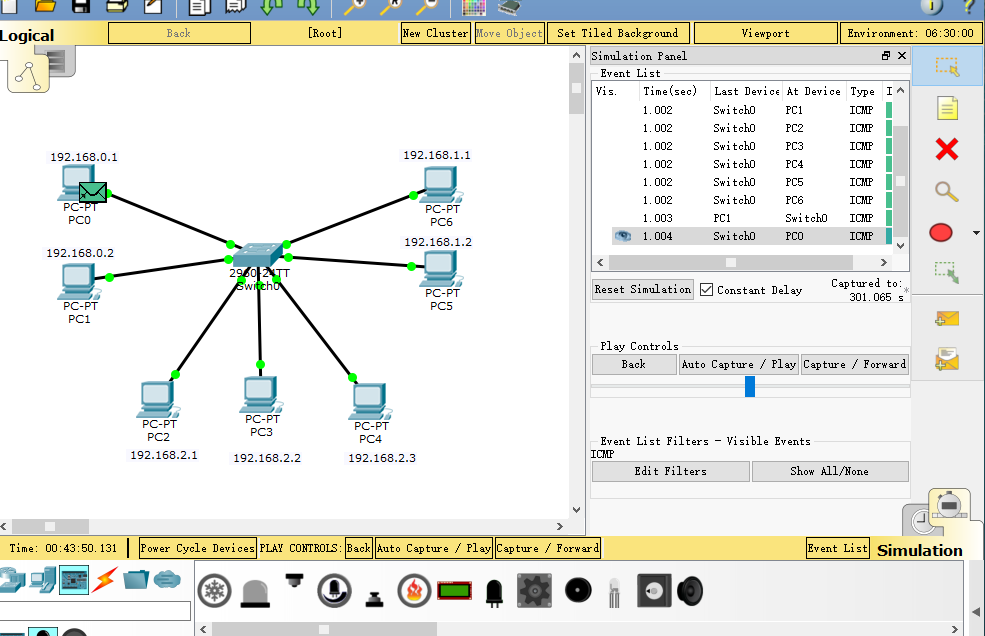 Logical
Back
[Root]
New Cluster
Move Object
Set Tiled Background
Viewport
Environment: 06:30:00
192.168.0.1
PC-PT
PC0
192.168.1.1
PC-PT
PC6
192.168.0.2
PC-PT
PC1
192.168.1.2
PC-PT
PC5
2960-24TT
Switch0
PC-PT
PC2
192.168.2.1
PC-PT
PC3
192.168.2.2
PC-PT
PC4
192.168.2.3
Simulation Panel
Event List
Vis. Time(sec) Last Device At Device Type I
1.002 Switch0 PC1 ICMP
1.002 Switch0 PC2 ICMP
1.002 Switch0 PC3 ICMP
1.002 Switch0 PC4 ICMP
1.002 Switch0 PC5 ICMP
1.002 Switch0 PC6 ICMP
1.003 PC1 Switch0 ICMP
1.004 Switch0 PC0 ICMP
Reset Simulation
Constant Delay
Captured to:
301.065 s
Play Controls
Back
Auto Capture / Play
Capture / Forward
Event List Filters - Visible Events
ICMP
Edit Filters
Show All/None
Time: 00:43:50.131
Power Cycle Devices
PLAY CONTROLS:
Back
Auto Capture / Play
Capture / Forward
Event List
Simulation